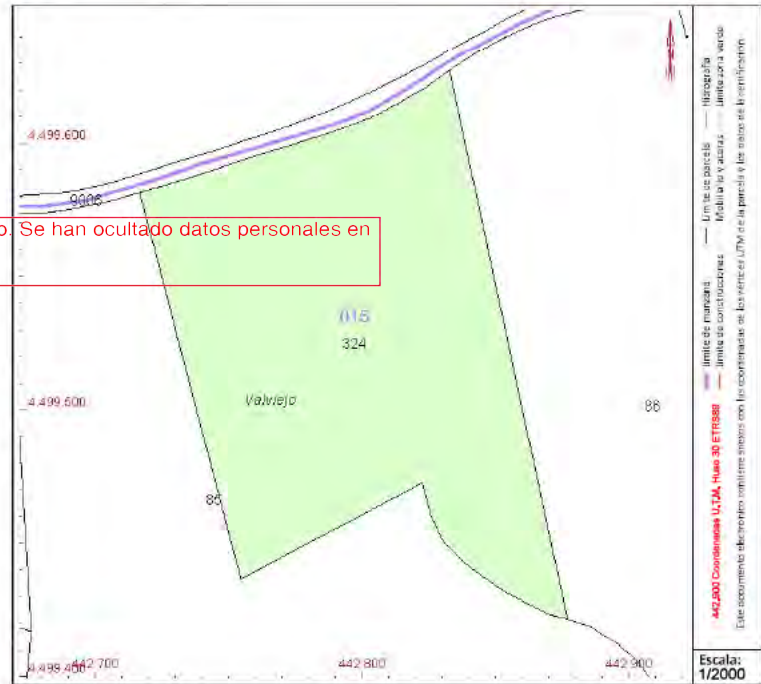 4,499,600
9006
o. Se han ocultado datos personales en
015
324
Valviejo
4,499,500
86
85
4,499,400
442,700
442,800
442,900
Límite de manzana
Límite de parcela
Hidrografía
Límite de construcciones
Mobiliario y aceras
Límite zona verde
442,900 Coordenadas U.T.M. Huso 30 ETRS89
Este documento electrónico contiene anexos con las coordenadas de los vértices UTM de la parcela y los datos de la certificación
Escala:
1/2000